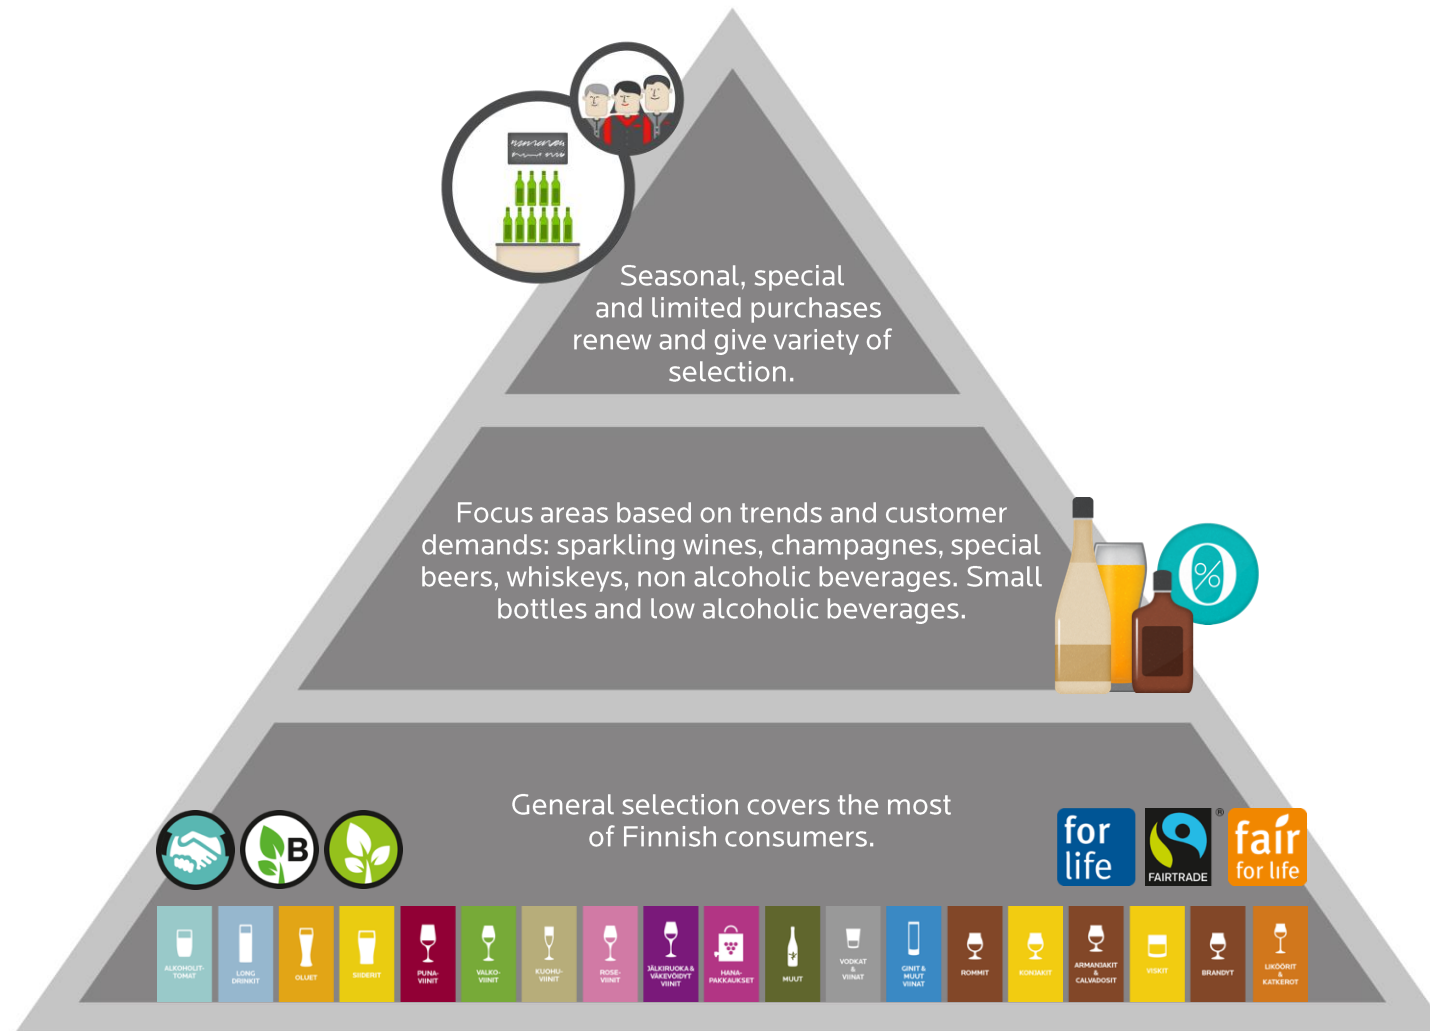 Seasonal, special
and limited purchases
renew and give variety of
selection.
Focus areas based on trends and customer
demands: sparkling wines, champagnes, special
beers, whiskeys, non alcoholic beverages. Small
bottles and low alcoholic beverages.
0%
General selection covers the most
of Finnish consumers.
B
for
life
FAIRTRADE
®
fair
for life
ALKOHOLIT-
TOMAT
LONG
DRINKIT
OLUET
SIIDERIT
PUNA-
VIINIT
VALKO-
VIINIT
KUOHU-
VIINIT
ROSE-
VIINIT
JÄLKIRUOKA &
VÄKEVÖIDYT
VIINIT
HANA-
PAKKAUKSET
MUUT
VODKAT
&
VIINAT
GINIT &
MUUT
VIINAT
ROMMIT
KONJAKIT
ARMANJAKIT
&
CALVADOSIT
VISKIT
BRANDYT
LIKÖÖRIT
&
KATKEROT